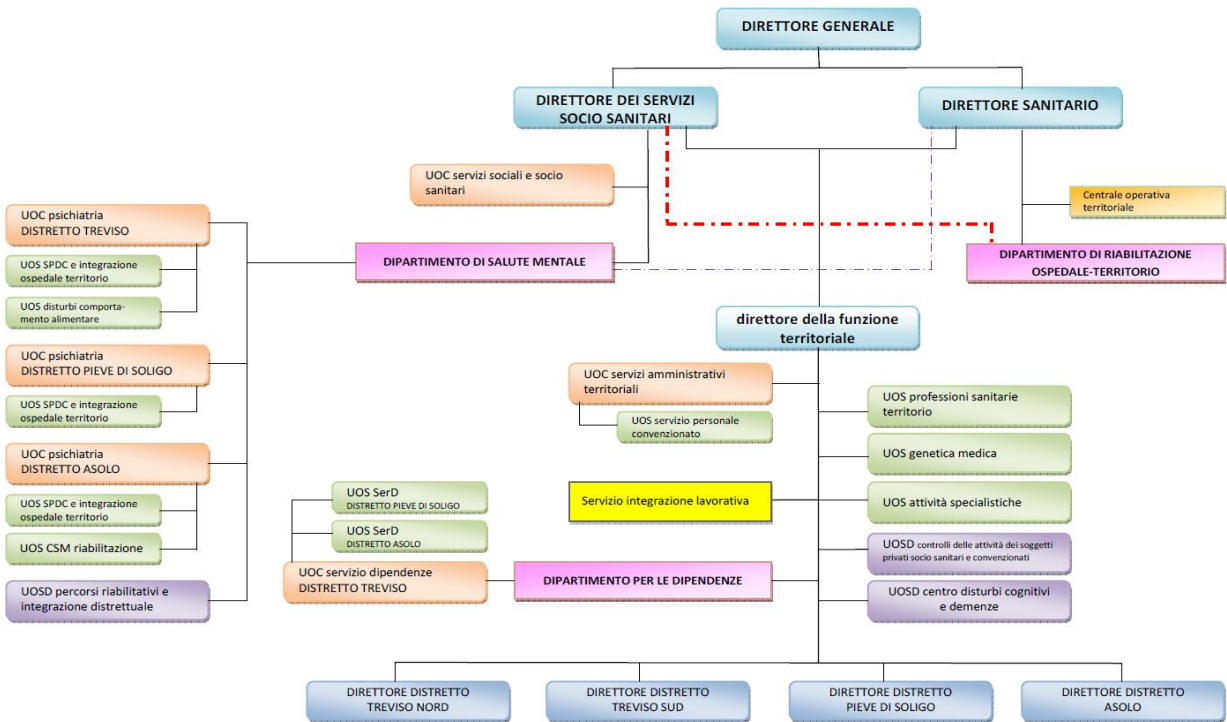 DIRETTORE GENERALE
DIRETTORE DEI SERVIZI
SOCIO SANITARI
DIRETTORE SANITARIO
UOC servizi sociali e socio
sanitari
Centrale operativa
territoriale
DIPARTIMENTO DI SALUTE MENTALE
DIPARTIMENTO DI RIABILITAZIONE
OSPEDALE-TERRITORIO
UOC psichiatria
DISTRETTO TREVISO
UOS SPDC e integrazione
ospedale territorio
UOS disturbi comporta-
mento alimentare
UOC psichiatria
DISTRETTO PIEVE DI SOLIGO
UOS SPDC e integrazione
ospedale territorio
UOC psichiatria
DISTRETTO ASOLO
UOS SPDC e integrazione
ospedale territorio
UOS CSM riabilitazione
UOSD percorsi riabilitativi e
integrazione distrettuale
direttore della funzione
territoriale
UOC servizi amministrativi
territoriali
UOS servizio personale
convenzionato
UOS professioni sanitarie
territorio
UOS genetica medica
Servizio integrazione lavorativa
UOS attività specialistiche
UOS SerD
DISTRETTO PIEVE DI SOLIGO
UOS SerD
DISTRETTO ASOLO
UOC servizio dipendenze
DISTRETTO TREVISO
DIPARTIMENTO PER LE DIPENDENZE
UOSD controlli delle attività dei soggetti
privati socio sanitari e convenzionati
UOSD centro disturbi cognitivi
e demenze
DIRETTORE DISTRETTO
TREVISO NORD
DIRETTORE DISTRETTO
TREVISO SUD
DIRETTORE DISTRETTO
PIEVE DI SOLIGO
DIRETTORE DISTRETTO
ASOLO